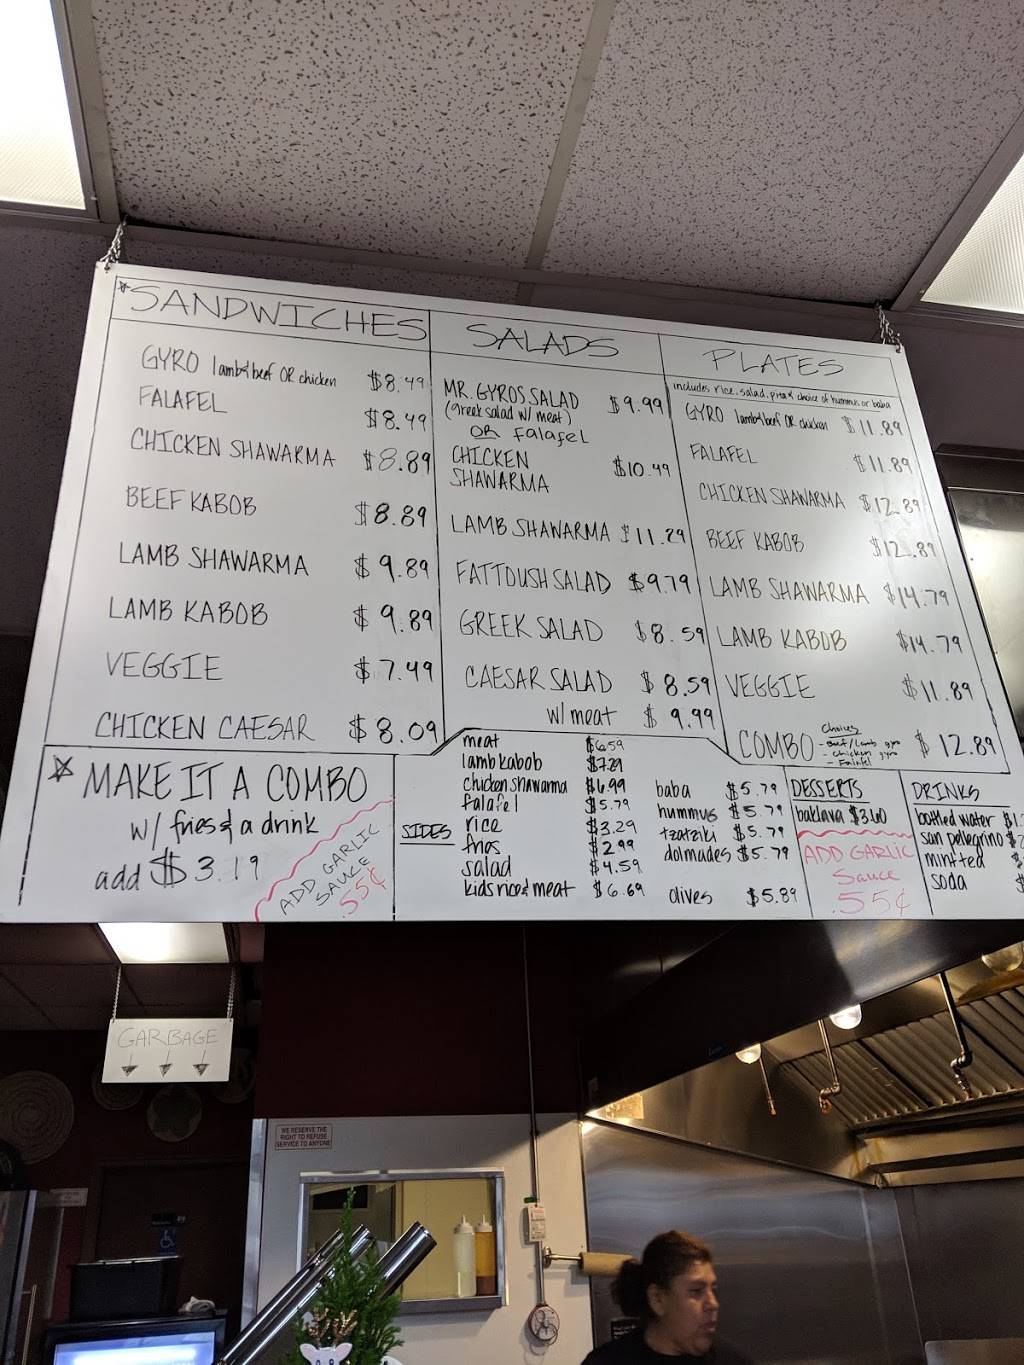 *SANDWICHES
GYRO lamb&beef OR chicken $8.49
FALAFEL $8.49
CHICKEN SHAWARMA $8.89
BEEF KABOB $8.89
LAMB SHAWARMA $9.89
LAMB KABOB $9.89
VEGGIE $7.49
CHICKEN CAESAR $8.09
SALADS
MR. GYROS SALAD $9.99
(greek salad w/ meat)
OR falafel
CHICKEN $10.49
SHAWARMA
LAMB SHAWARMA $11.29
FATTOUSH SALAD $9.79
GREEK SALAD $8.59
CAESAR SALAD $8.59
w/ meat $9.99
PLATES
includes rice, salad, pita & choice of hummus or baba
GYRO lamb&beef OR chicken $11.89
FALAFEL $11.89
CHICKEN SHAWARMA $12.89
BEEF KABOB $12.89
LAMB SHAWARMA $14.79
LAMB KABOB $14.79
VEGGIE $11.89
COMBO $12.89
Choices
- Beef/Lamb gyro
- chicken gyro
- Falafel
MAKE IT A COMBO
w/ fries & a drink
add $3.19
ADD GARLIC
SAUCE
.55¢
SIDES
meat $6.59
lamb kabob $7.29
chicken shawarma $6.99
falafel $5.79
rice $3.29
fries $2.99
salad $4.59
kids rice & meat $6.69
baba $5.79
hummus $5.79
tzatziki $5.79
dolmades $5.79
olives $5.89
DESSERTS
baklava $3.60
ADD GARLIC
Sauce
.55¢
DRINKS
bottled water
san pellegrino
mint tea
soda
GARBAGE
WE RESERVE THE
RIGHT TO REFUSE
SERVICE TO ANYONE